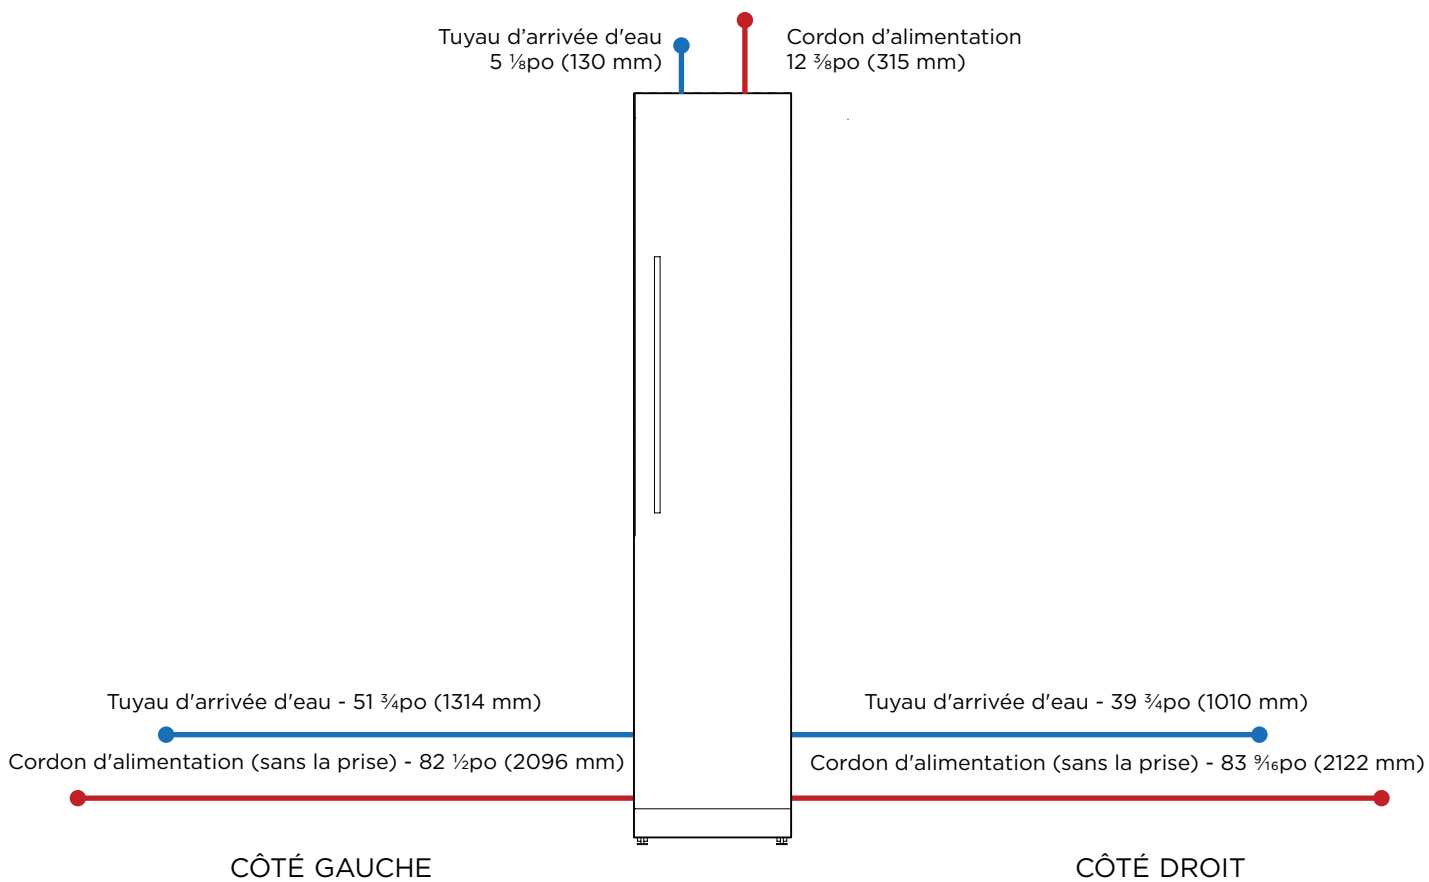 Tuyau d’arrivée d'eau
5 ⅛po (130 mm)
Cordon d’alimentation
12 ⅜po (315 mm)
Tuyau d'arrivée d'eau - 51 ¾po (1314 mm)
Tuyau d'arrivée d'eau - 39 ¾po (1010 mm)
Cordon d'alimentation (sans la prise) - 82 ½po (2096 mm)
Cordon d'alimentation (sans la prise) - 83 ⁹⁄₁₆po (2122 mm)
CÔTÉ GAUCHE
CÔTÉ DROIT